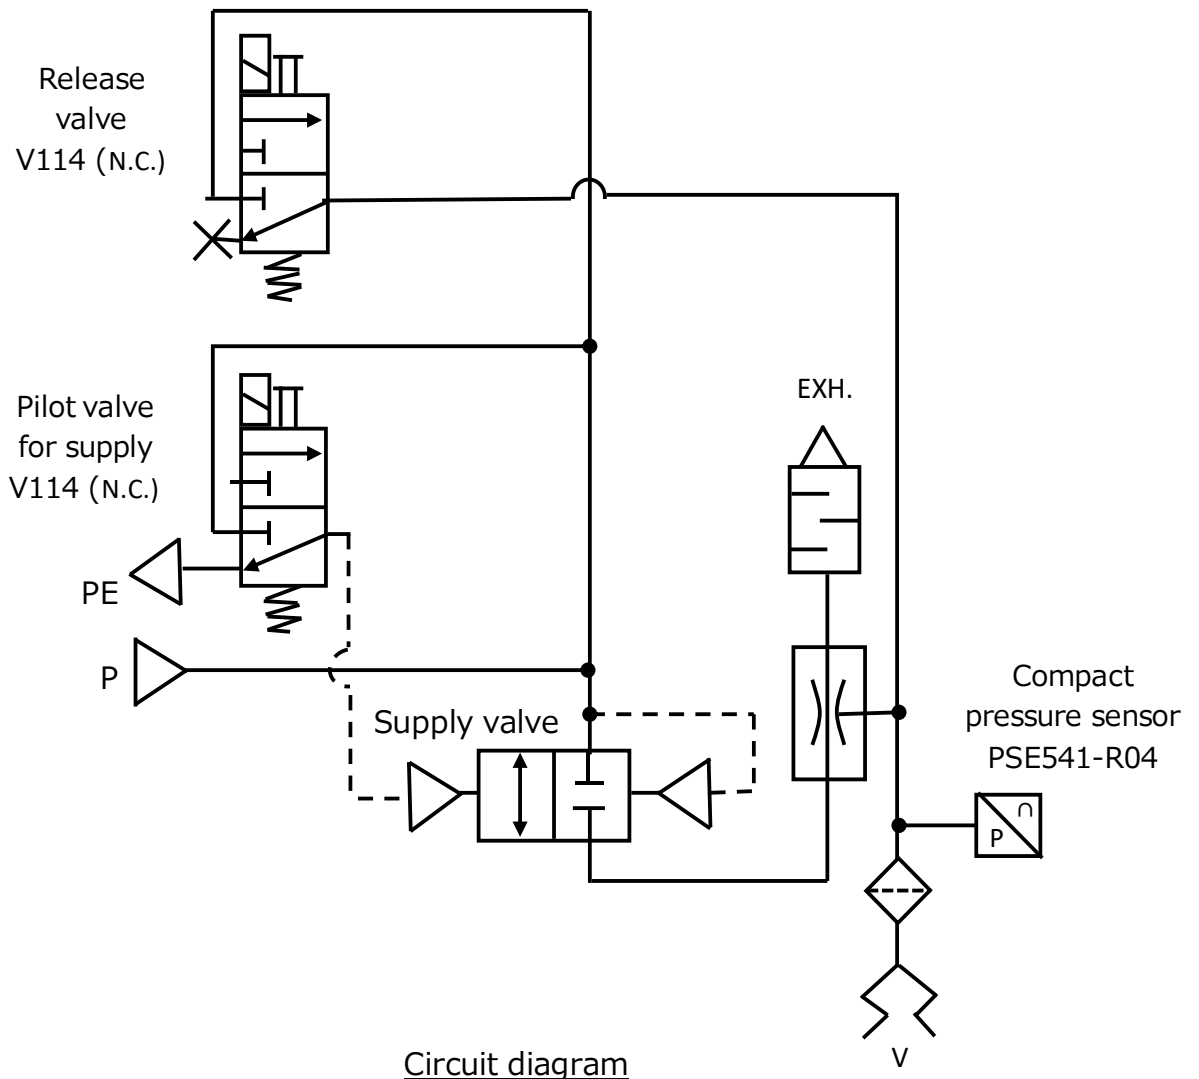 Release
valve
V114 (N.C.)
Pilot valve
for supply
V114 (N.C.)
EXH.
PE
P
Supply valve
Compact
pressure sensor
PSE541-R04
∩
P
V
Circuit diagram